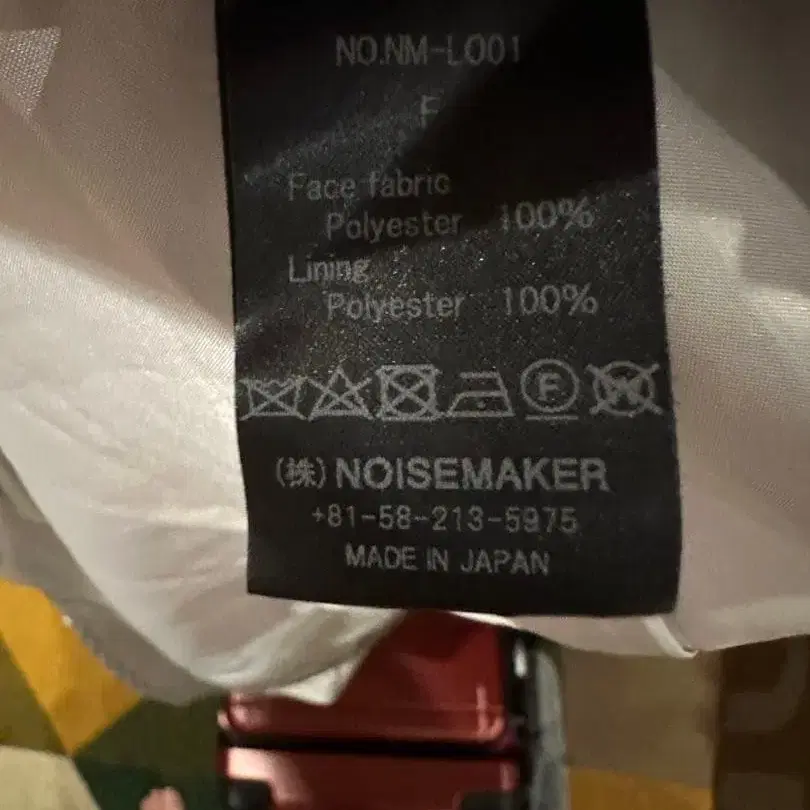 NO.NM-L001
F
Face fabric
Polyester 100%
Lining
Polyester 100%
F W
(株) NOISEMAKER
+81-58-213-5975
MADE IN JAPAN